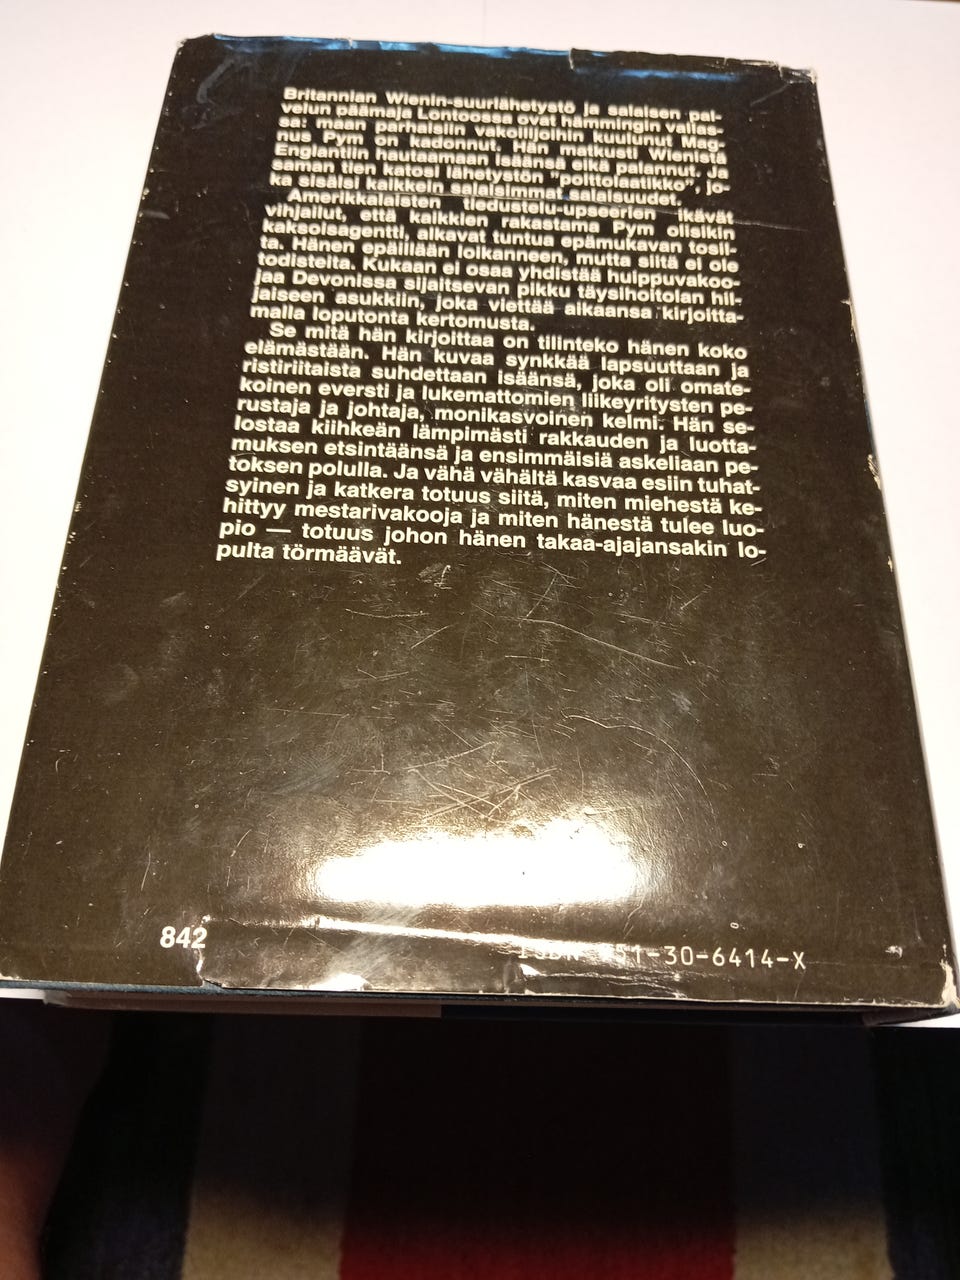 Britannian Wienin-suurlähetystö ja salaisen pal-
velun päämaja Lontoossa ovat hämmingin vallas-
sa: maan parhaisiin vakoilijoihin kuulunut Mag-
nus Pym on kadonnut. Hän matkusti Wienistä
Englantiin hautaamaan isäänsä eikä palannut, ja
saman tien katosi lähetystön "polttolaatikko", jo-
ka sisälsi kaikkein salaisimmat salaisuudet.
Amerikkalaisten tiedustelu-upseerien ikävät
vihjailut, että kaikkien rakastama Pym olisikin
kaksoisagentti, alkavat tuntua epämukavan tosil-
ta. Hänen epäillään loikanneen, mutta siitä ei ole
todisteita. Kukaan ei osaa yhdistää huippuvakoo-
jaa Devonissa sijaitsevan pikku täysihoitolan hil-
jaiseen asukkiin, joka viettää aikaansa kirjoitta-
malla loputonta kertomusta.
Se mitä hän kirjoittaa on tilinteko hänen koko
elämästään. Hän kuvaa synkkää lapsuuttaan ja
ristiriitaista suhdettaan isäänsä, joka oli omate-
koinen eversti ja lukemattomien liikeyritysten pe-
rustaja ja johtaja, monikasvoinen kelmi. Hän se-
lostaa kiihkeän lämpimästi rakkauden ja luotta-
muksen etsintäänsä ja ensimmäisiä askeliaan pe-
toksen polulla. Ja vähä vähältä kasvaa esiin tuhat-
syinen ja katkera totuus siitä, miten miehestä ke-
hittyy mestarivakooja ja miten hänestä tulee luo-
pio — totuus johon hänen takaa-ajajansakin lo-
pulta törmäävät.
842
ISBN 951-30-6414-X